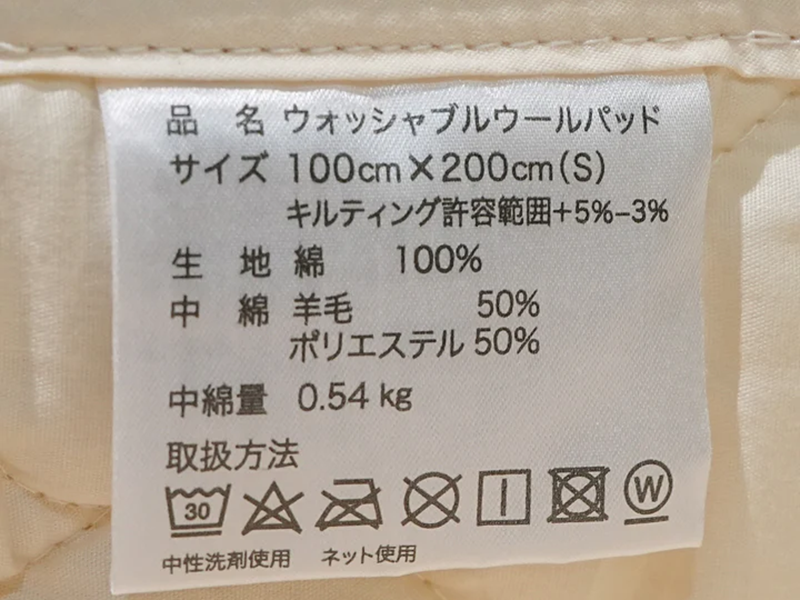 品 名 ウォッシャブルウールパッド
サイズ 100cm×200cm(S)
キルティング許容範囲+5%-3%
生 地 綿 100%
中 綿 羊毛 50%
ポリエステル 50%
中綿量 0.54 kg
取扱方法
30 W
中性洗剤使用 ネット使用